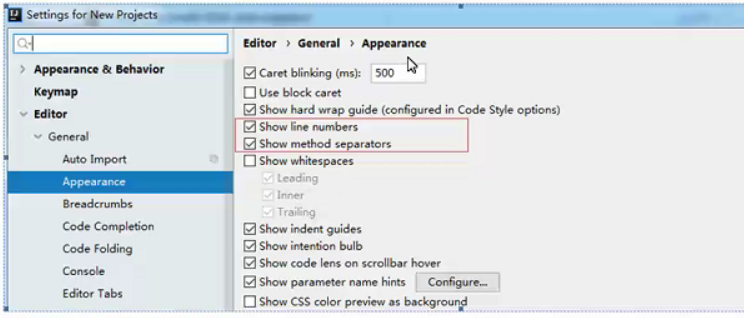 Settings for New Projects
Editor > General > Appearance
Appearance & Behavior
Keymap
Editor
General
Auto Import
Appearance
Breadcrumbs
Code Completion
Code Folding
Console
Editor Tabs
Caret blinking (ms): 500
Use block caret
Show hard wrap guide (configured in Code Style options)
Show line numbers
Show method separators
Show whitespaces
Leading
Inner
Trailing
Show indent guides
Show intention bulb
Show code lens on scrollbar hover
Show parameter name hints Configure...
Show CSS color preview as background